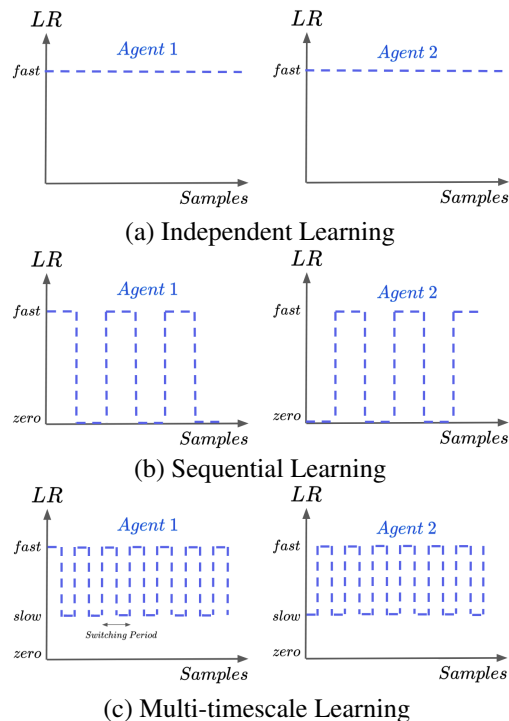 LR LR
Agent 1 Agent 2
fast fast
Samples Samples
(a) Independent Learning
LR LR
Agent 1 Agent 2
fast fast
zero zero
Samples Samples
(b) Sequential Learning
LR LR
Agent 1 Agent 2
fast fast
slow slow
Switching Period
zero zero
Samples Samples
(c) Multi-timescale Learning